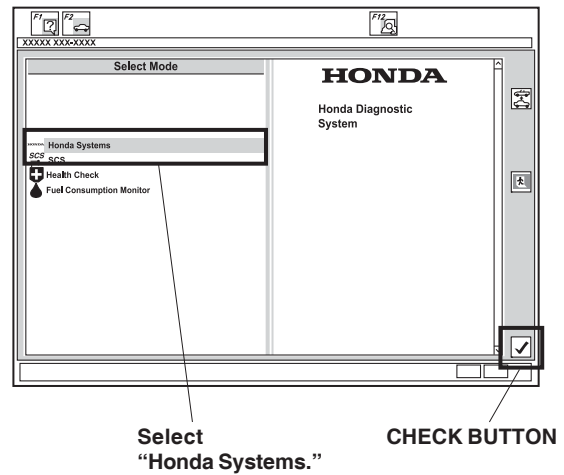 F1
F2
F12
XXXXX XXX-XXXX
Select Mode
HONDA
Honda Diagnostic
System
HONDA Honda Systems
SCS SCS
Health Check
Fuel Consumption Monitor
Select
“Honda Systems.”
CHECK BUTTON